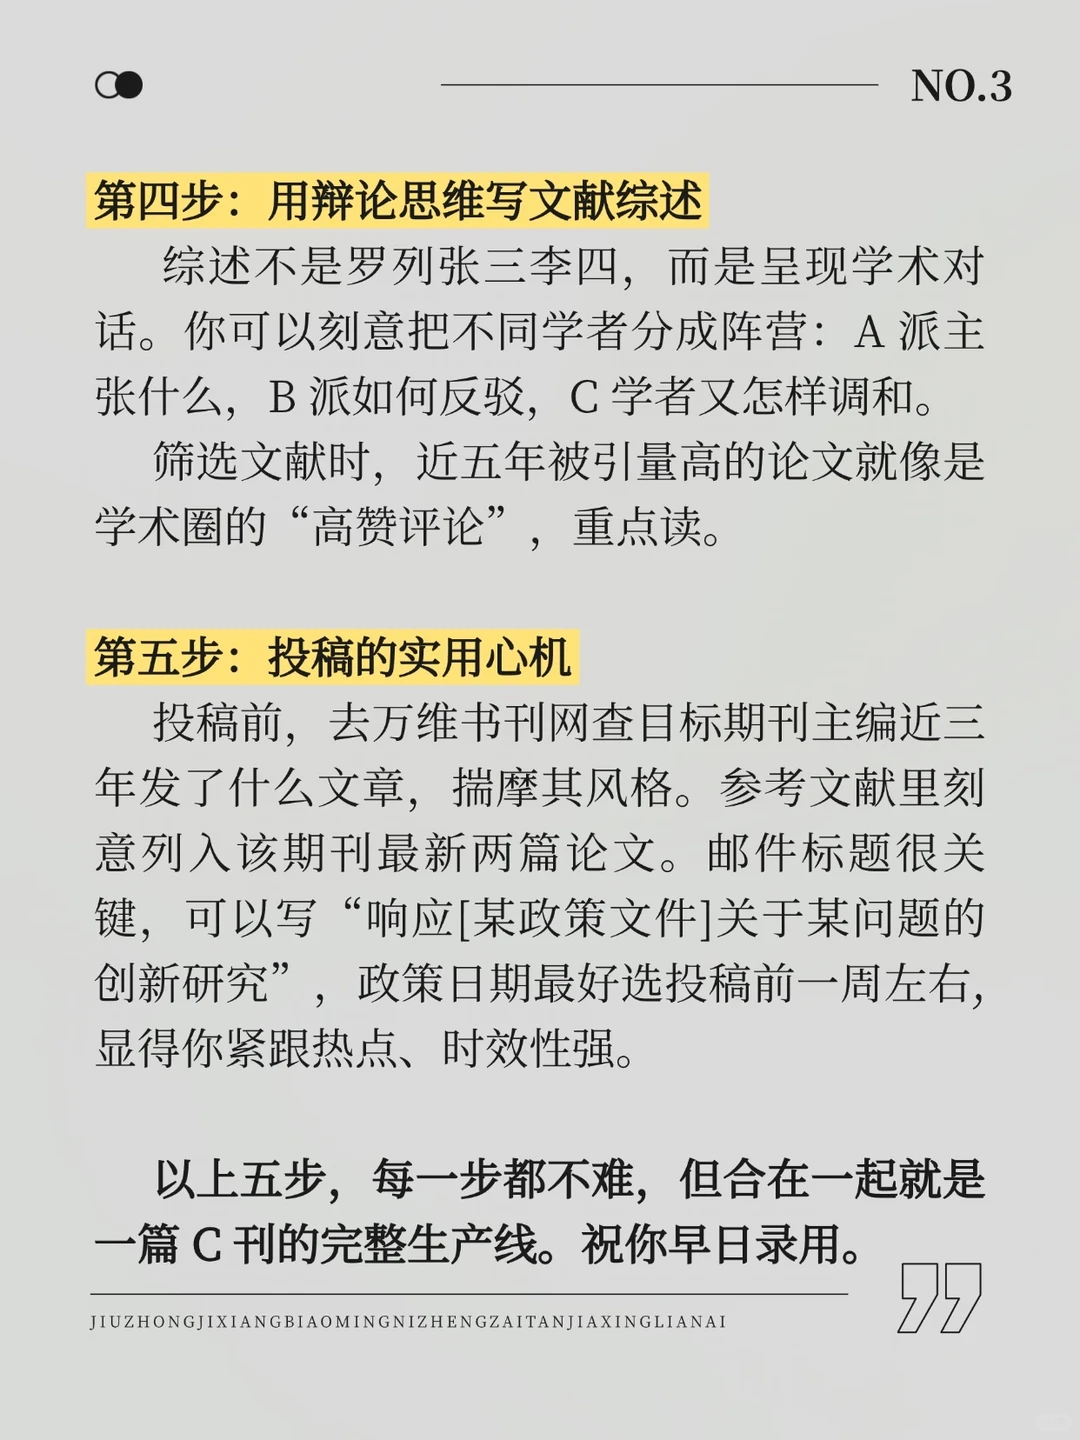 NO.3
第四步：用辩论思维写文献综述
综述不是罗列张三李四，而是呈现学术对
话。你可以刻意把不同学者分成阵营：A 派主
张什么，B 派如何反驳，C 学者又怎样调和。
筛选文献时，近五年被引量高的论文就像是
学术圈的“高赞评论”，重点读。
第五步：投稿的实用心机
投稿前，去万维书刊网查目标期刊主编近三
年发了什么文章，揣摩其风格。参考文献里刻
意列入该期刊最新两篇论文。邮件标题很关
键，可以写“响应[某政策文件]关于某问题的
创新研究”，政策日期最好选投稿前一周左右，
显得你紧跟热点、时效性强。
以上五步，每一步都不难，但合在一起就是
一篇 C 刊的完整生产线。祝你早日录用。
JIUZHONGJIXIANGBIAOMINGNIZHENGZAITANJIAXINGLIANAI